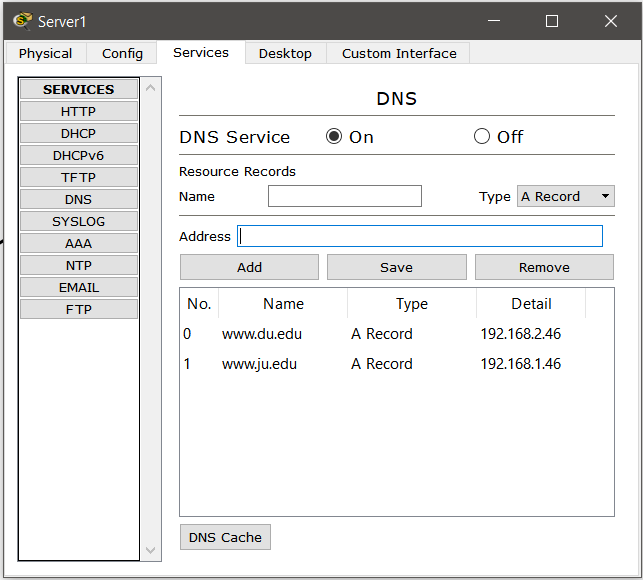 Server1
Physical Config Services Desktop Custom Interface
SERVICES
HTTP
DHCP
DHCPv6
TFTP
DNS
SYSLOG
AAA
NTP
EMAIL
FTP
DNS
DNS Service On Off
Resource Records
Name Type A Record
Address
Add Save Remove
No. Name Type Detail
0 www.du.edu A Record 192.168.2.46
1 www.ju.edu A Record 192.168.1.46
DNS Cache